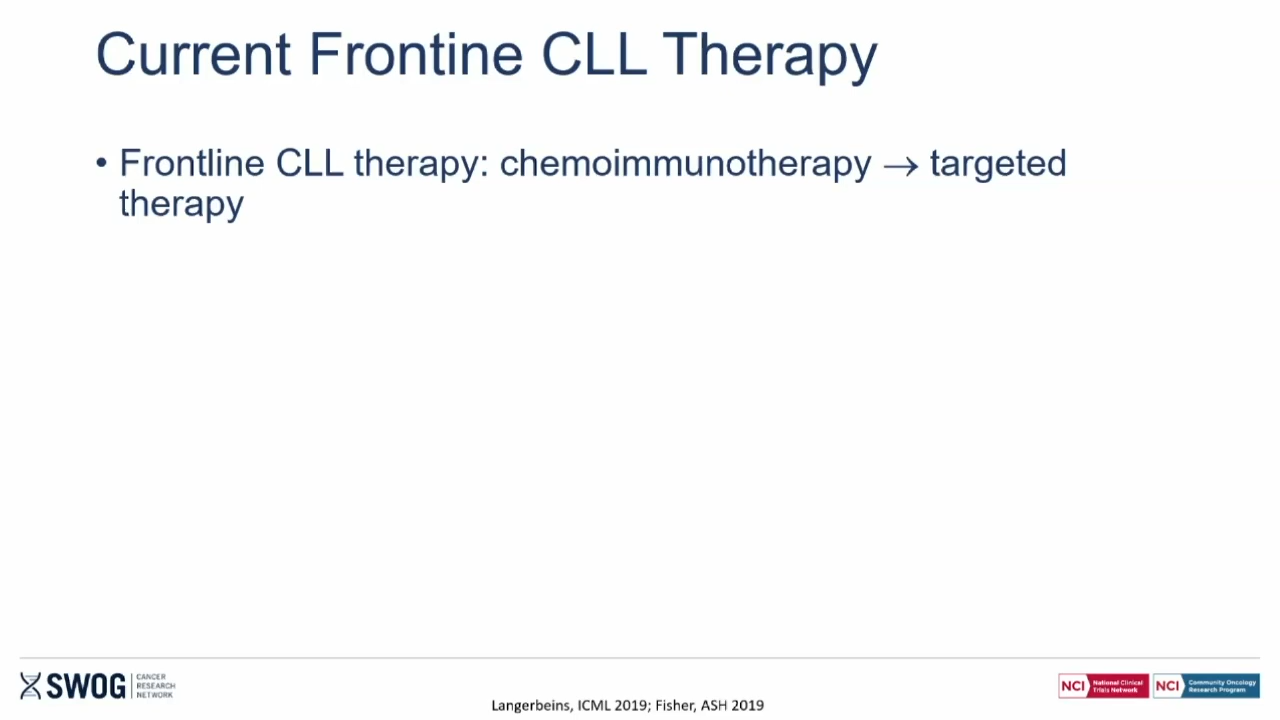 Current Frontine CLL Therapy
• Frontline CLL therapy: chemoimmunotherapy → targeted
therapy
SWOG
CANCER
RESEARCH
NETWORK
Langerbeins, ICML 2019; Fisher, ASH 2019
NCI
National Clinical
Trials Network
NCI
Community Oncology
Research Program